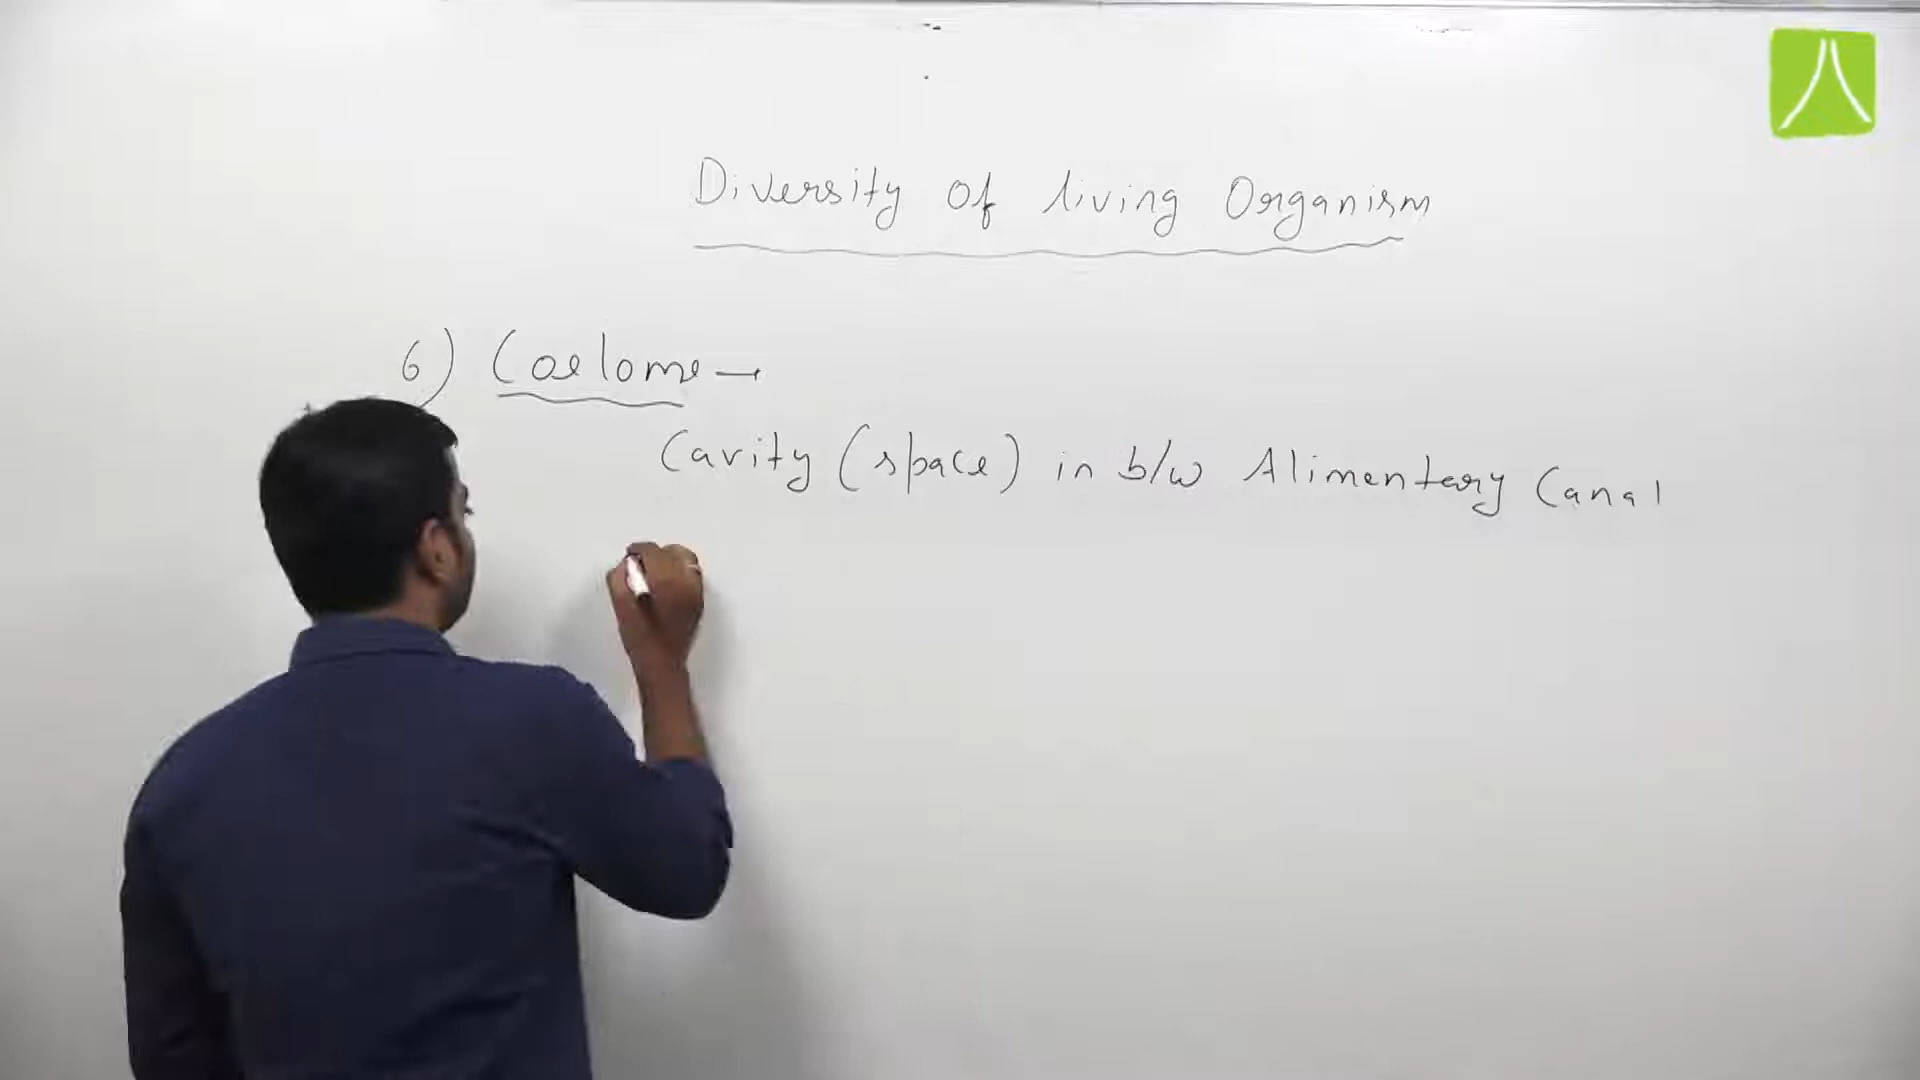 Diversity of living Organism
6) Coelome →
Cavity (space) in b/w Alimentary Canal